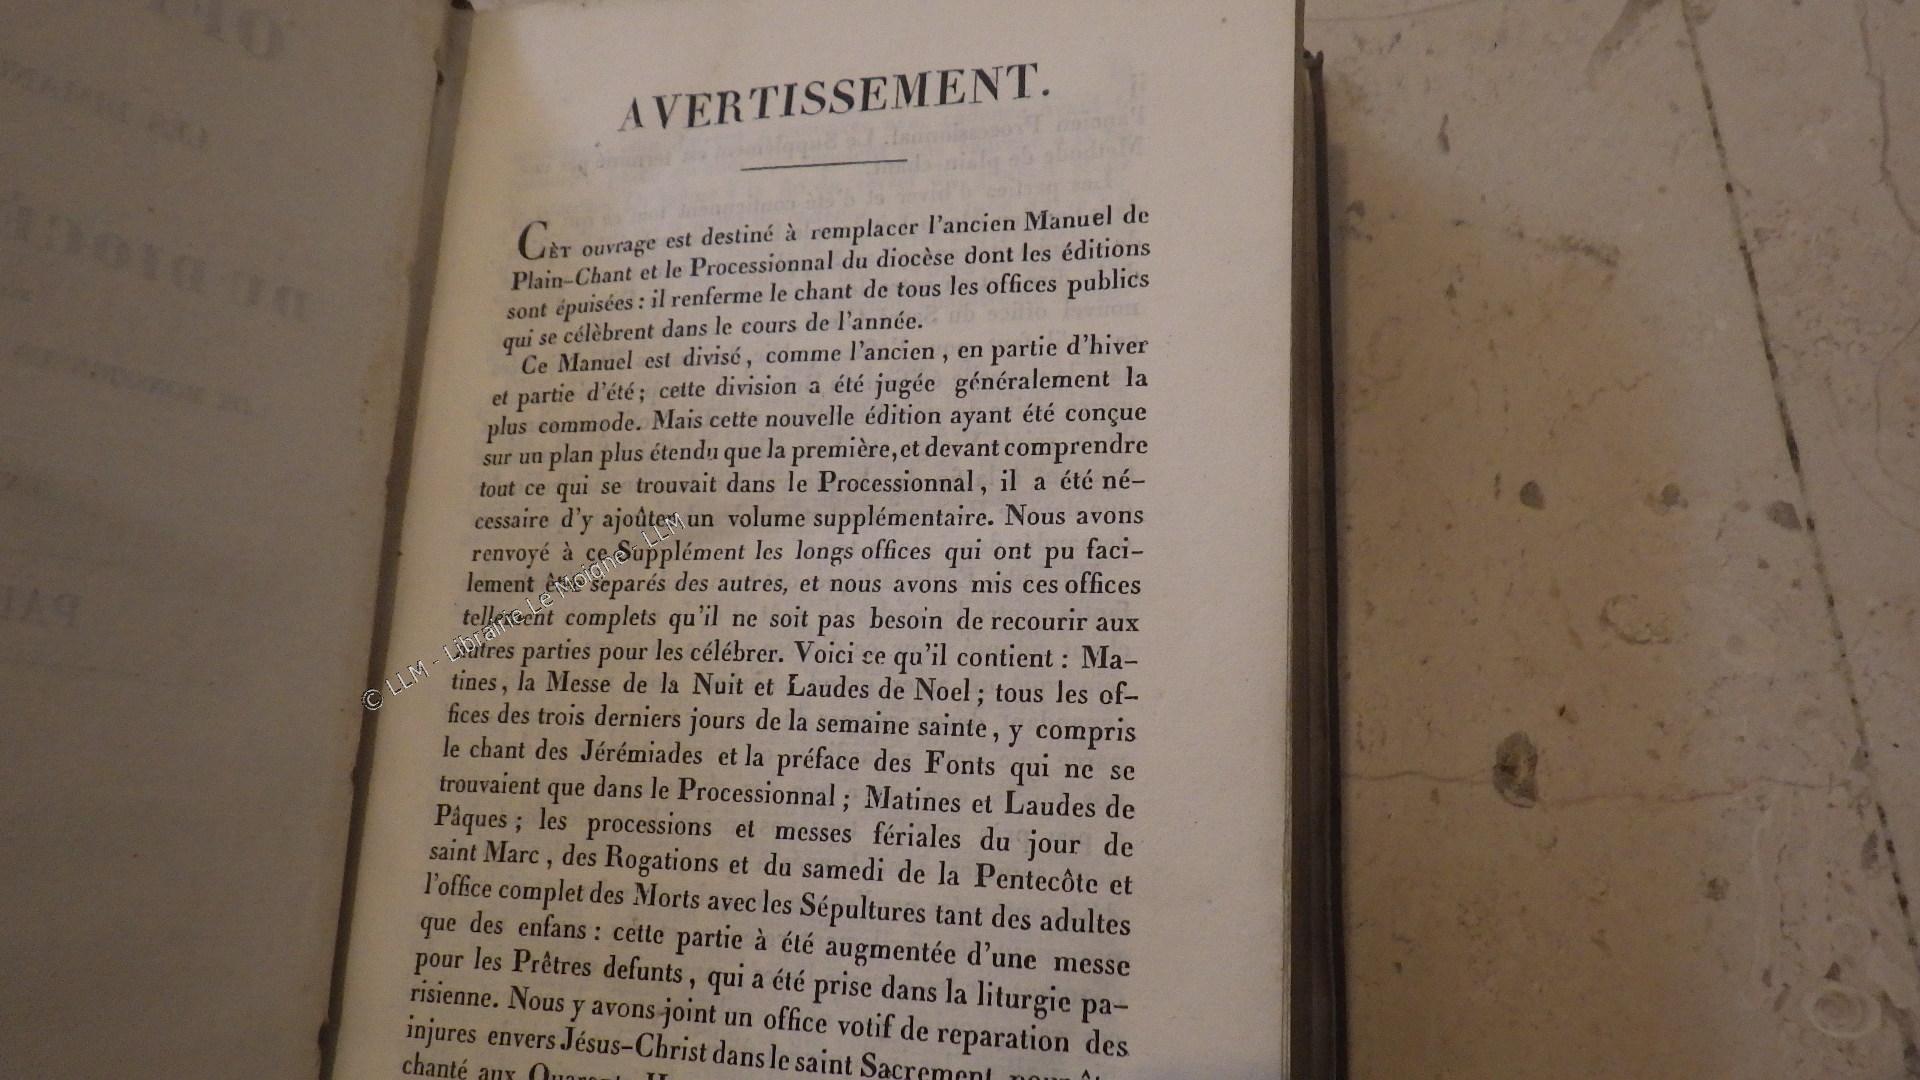 AVERTISSEMENT.
CÈT ouvrage est destiné à remplacer l'ancien Manuel de
Plain-Chant et le Processionnal du diocèse dont les éditions
sont épuisées : il renferme le chant de tous les offices publics
qui se célèbrent dans le cours de l'année.
Ce Manuel est divisé, comme l'ancien, en partie d'hiver
et partie d'été; cette division a été jugée généralement la
plus commode. Mais cette nouvelle édition ayant été conçue
sur un plan plus étendu que la première, et devant comprendre
tout ce qui se trouvait dans le Processionnal, il a été né-
cessaire d'y ajoûter un volume supplémentaire. Nous avons
renvoyé à ce Supplément les longs offices qui ont pu faci-
lement être séparés des autres, et nous avons mis ces offices
tellement complets qu'il ne soit pas besoin de recourir aux
autres parties pour les célébrer. Voici ce qu'il contient : Ma-
tines, la Messe de la Nuit et Laudes de Noel; tous les of-
fices des trois derniers jours de la semaine sainte, y compris
le chant des Jérémiades et la préface des Fonts qui ne se
trouvaient que dans le Processionnal; Matines et Laudes de
Pâques; les processions et messes fériales du jour de
saint Marc, des Rogations et du samedi de la Pentecôte et
l'office complet des Morts avec les Sépultures tant des adultes
que des enfans : cette partie à été augmentée d'une messe
pour les Prêtres defunts, qui a été prise dans la liturgie pa-
risienne. Nous y avons joint un office votif de reparation des
injures envers Jésus-Christ dans le saint Sacrement
chanté aux
© LLM - Librairie Le Moigne - LLM